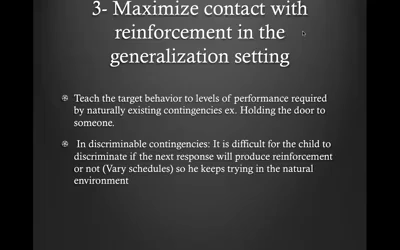 3- Maximize contact with
reinforcement in the
generalization setting
Teach the target behavior to levels of performance required
by naturally existing contingencies ex. Holding the door to
someone.
In discriminable contingencies: It is difficult for the child to
discriminate if the next response will produce reinforcement
or not (Vary schedules) so he keeps trying in the natural
environment